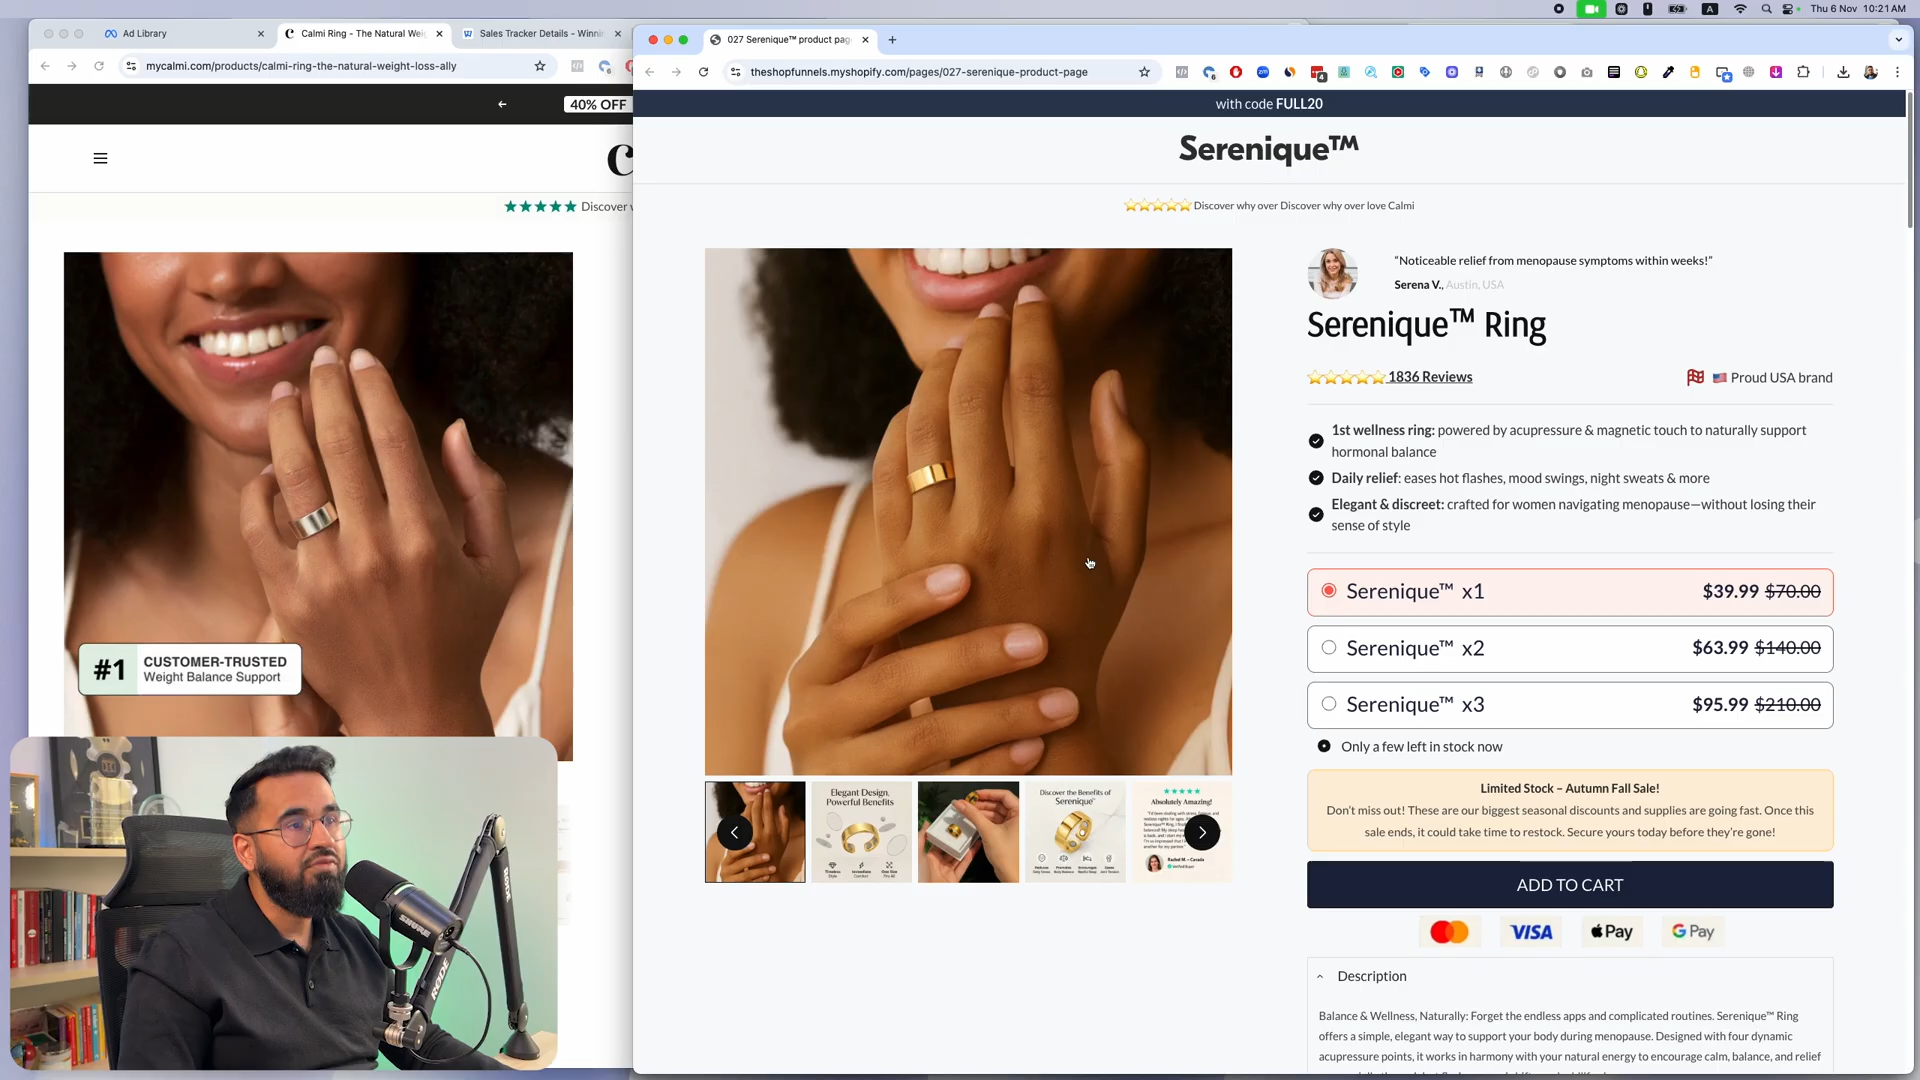 Thu 6 Nov 10:21 AM
Ad Library
Calmi Ring - The Natural Wei
Sales Tracker Details - Winni
mycalmi.com/products/calmi-ring-the-natural-weight-loss-ally
40% OFF
C
★★★★★ Discover
#1
CUSTOMER-TRUSTED
Weight Balance Support
SHURE
RODE
027 Serenique™ product pag
theshopfunnels.myshopify.com/pages/027-serenique-product-page
with code FULL20
Serenique™
Discover why over Discover why over love Calmi
“Noticeable relief from menopause symptoms within weeks!”
Serena V., Austin, USA
Serenique™ Ring
1836 Reviews
Proud USA brand
1st wellness ring: powered by acupressure & magnetic touch to naturally support
hormonal balance
Daily relief: eases hot flashes, mood swings, night sweats & more
Elegant & discreet: crafted for women navigating menopause—without losing their
sense of style
Serenique™ x1 $39.99 $70.00
Serenique™ x2 $63.99 $140.00
Serenique™ x3 $95.99 $210.00
Only a few left in stock now
Limited Stock – Autumn Fall Sale!
Don’t miss out! These are our biggest seasonal discounts and supplies are going fast. Once this
sale ends, it could take time to restock. Secure yours today before they’re gone!
ADD TO CART
VISA
Pay
G Pay
Description
Balance & Wellness, Naturally: Forget the endless apps and complicated routines. Serenique™ Ring
offers a simple, elegant way to support your body during menopause. Designed with four dynamic
acupressure points, it works in harmony with your natural energy to encourage calm, balance, and relief
Elegant Design,
Powerful Benefits
Discover the Benefits of
Serenique™
Absolutely Amazing!
Rachel M. – Canada